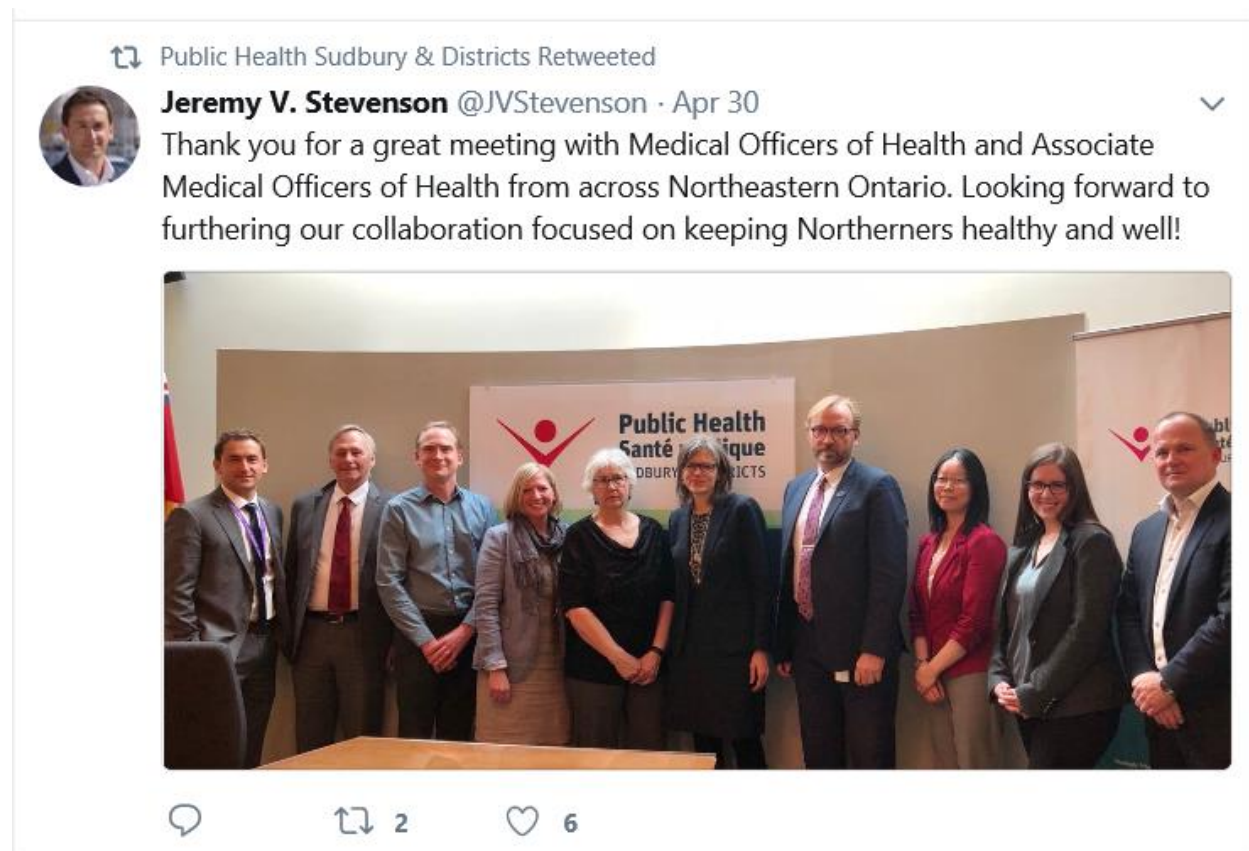 Public Health Sudbury & Districts Retweeted
Jeremy V. Stevenson @JVStevenson · Apr 30
Thank you for a great meeting with Medical Officers of Health and Associate
Medical Officers of Health from across Northeastern Ontario. Looking forward to
furthering our collaboration focused on keeping Northerners healthy and well!
Public Health
Santé
2
6